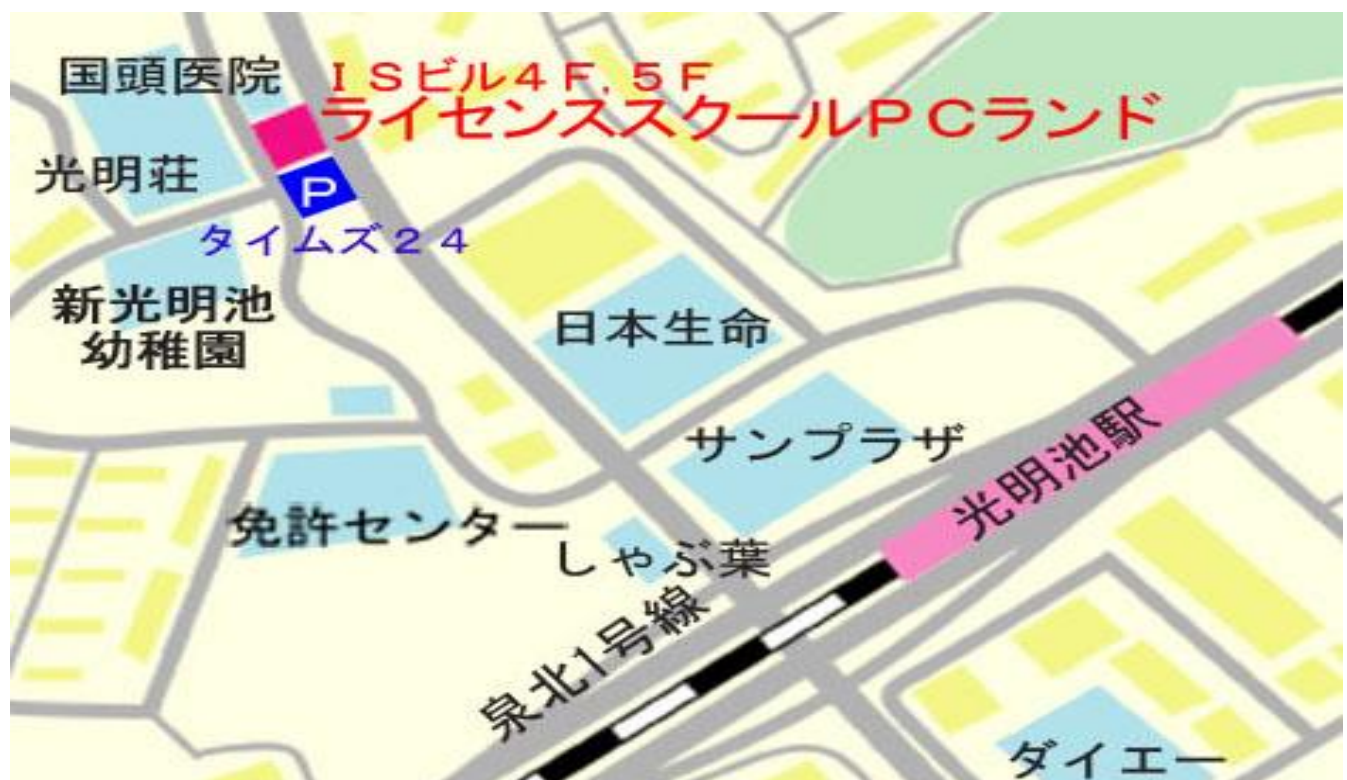 国頭医院
ISビル4F.5F
ライセンススクールPCランド
光明荘
P
タイムズ24
新光明池
幼稚園
日本生命
サンプラザ
光明池駅
免許センター
しゃぶ葉
泉北1号線
ダイエー